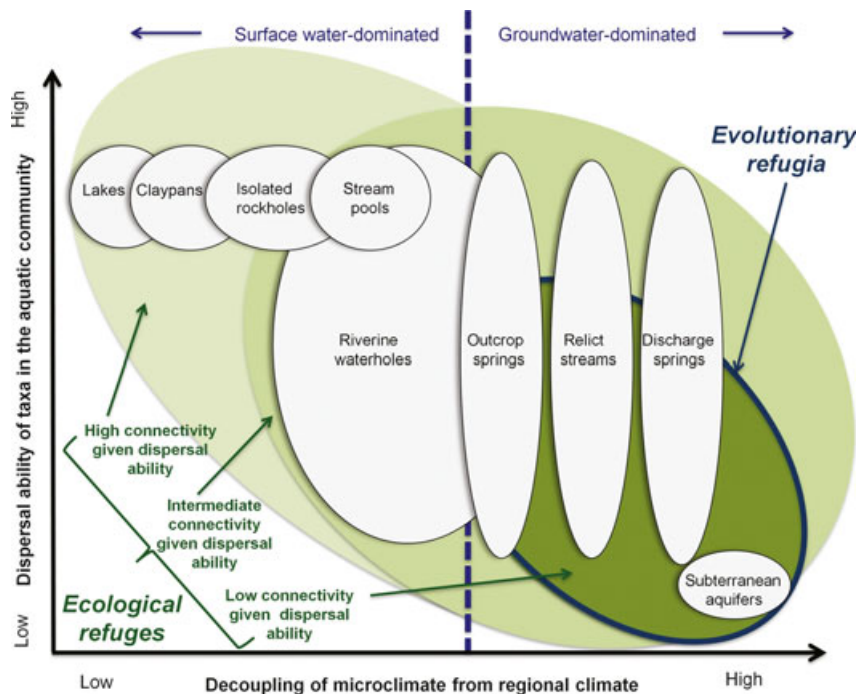 Surface water-dominated
Groundwater-dominated
High
Dispersal ability of taxa in the aquatic community
Low
Evolutionary
refugia
Lakes
Claypans
Isolated
rockholes
Stream
pools
Riverine
waterholes
Outcrop
springs
Relict
streams
Discharge
springs
High connectivity
given dispersal
ability
Intermediate
connectivity
given dispersal
ability
Low connectivity
given dispersal
ability
Ecological
refuges
Subterranean
aquifers
Low
Decoupling of microclimate from regional climate
High